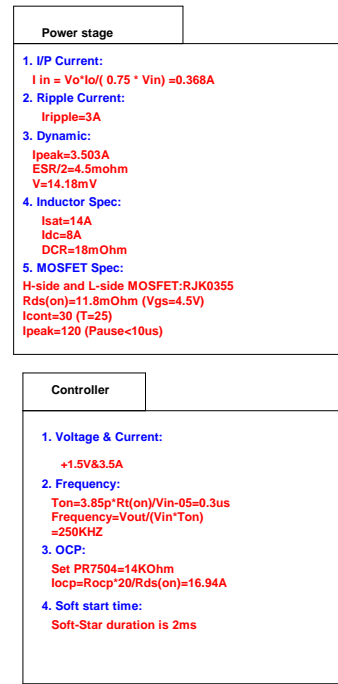 Power stage
1. I/P Current:
I in = Vo*Io/( 0.75 * Vin) =0.368A
2. Ripple Current:
Iripple=3A
3. Dynamic:
Ipeak=3.503A
ESR/2=4.5mohm
V=14.18mV
4. Inductor Spec:
Isat=14A
Idc=8A
DCR=18mOhm
5. MOSFET Spec:
H-side and L-side MOSFET:RJK0355
Rds(on)=11.8mOhm (Vgs=4.5V)
Icont=30 (T=25)
Ipeak=120 (Pause<10us)
Controller
1. Voltage & Current:
+1.5V&3.5A
2. Frequency:
Ton=3.85p*Rt(on)/Vin-05=0.3us
Frequency=Vout/(Vin*Ton)
=250KHZ
3. OCP:
Set PR7504=14KOhm
Iocp=Rocp*20/Rds(on)=16.94A
4. Soft start time:
Soft-Star duration is 2ms